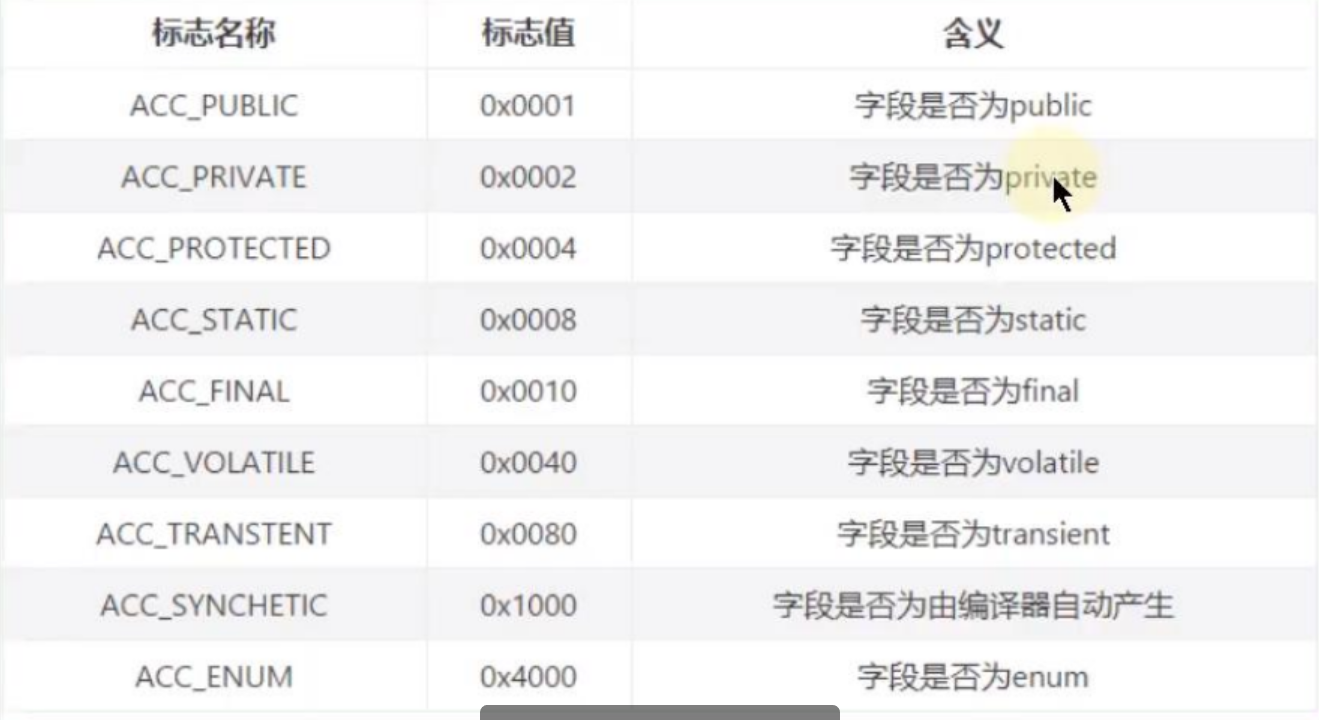 标志名称 标志值 含义
ACC_PUBLIC 0x0001 字段是否为public
ACC_PRIVATE 0x0002 字段是否为private
ACC_PROTECTED 0x0004 字段是否为protected
ACC_STATIC 0x0008 字段是否为static
ACC_FINAL 0x0010 字段是否为final
ACC_VOLATILE 0x0040 字段是否为volatile
ACC_TRANSTENT 0x0080 字段是否为transient
ACC_SYNCHETIC 0x1000 字段是否为由编译器自动产生
ACC_ENUM 0x4000 字段是否为enum